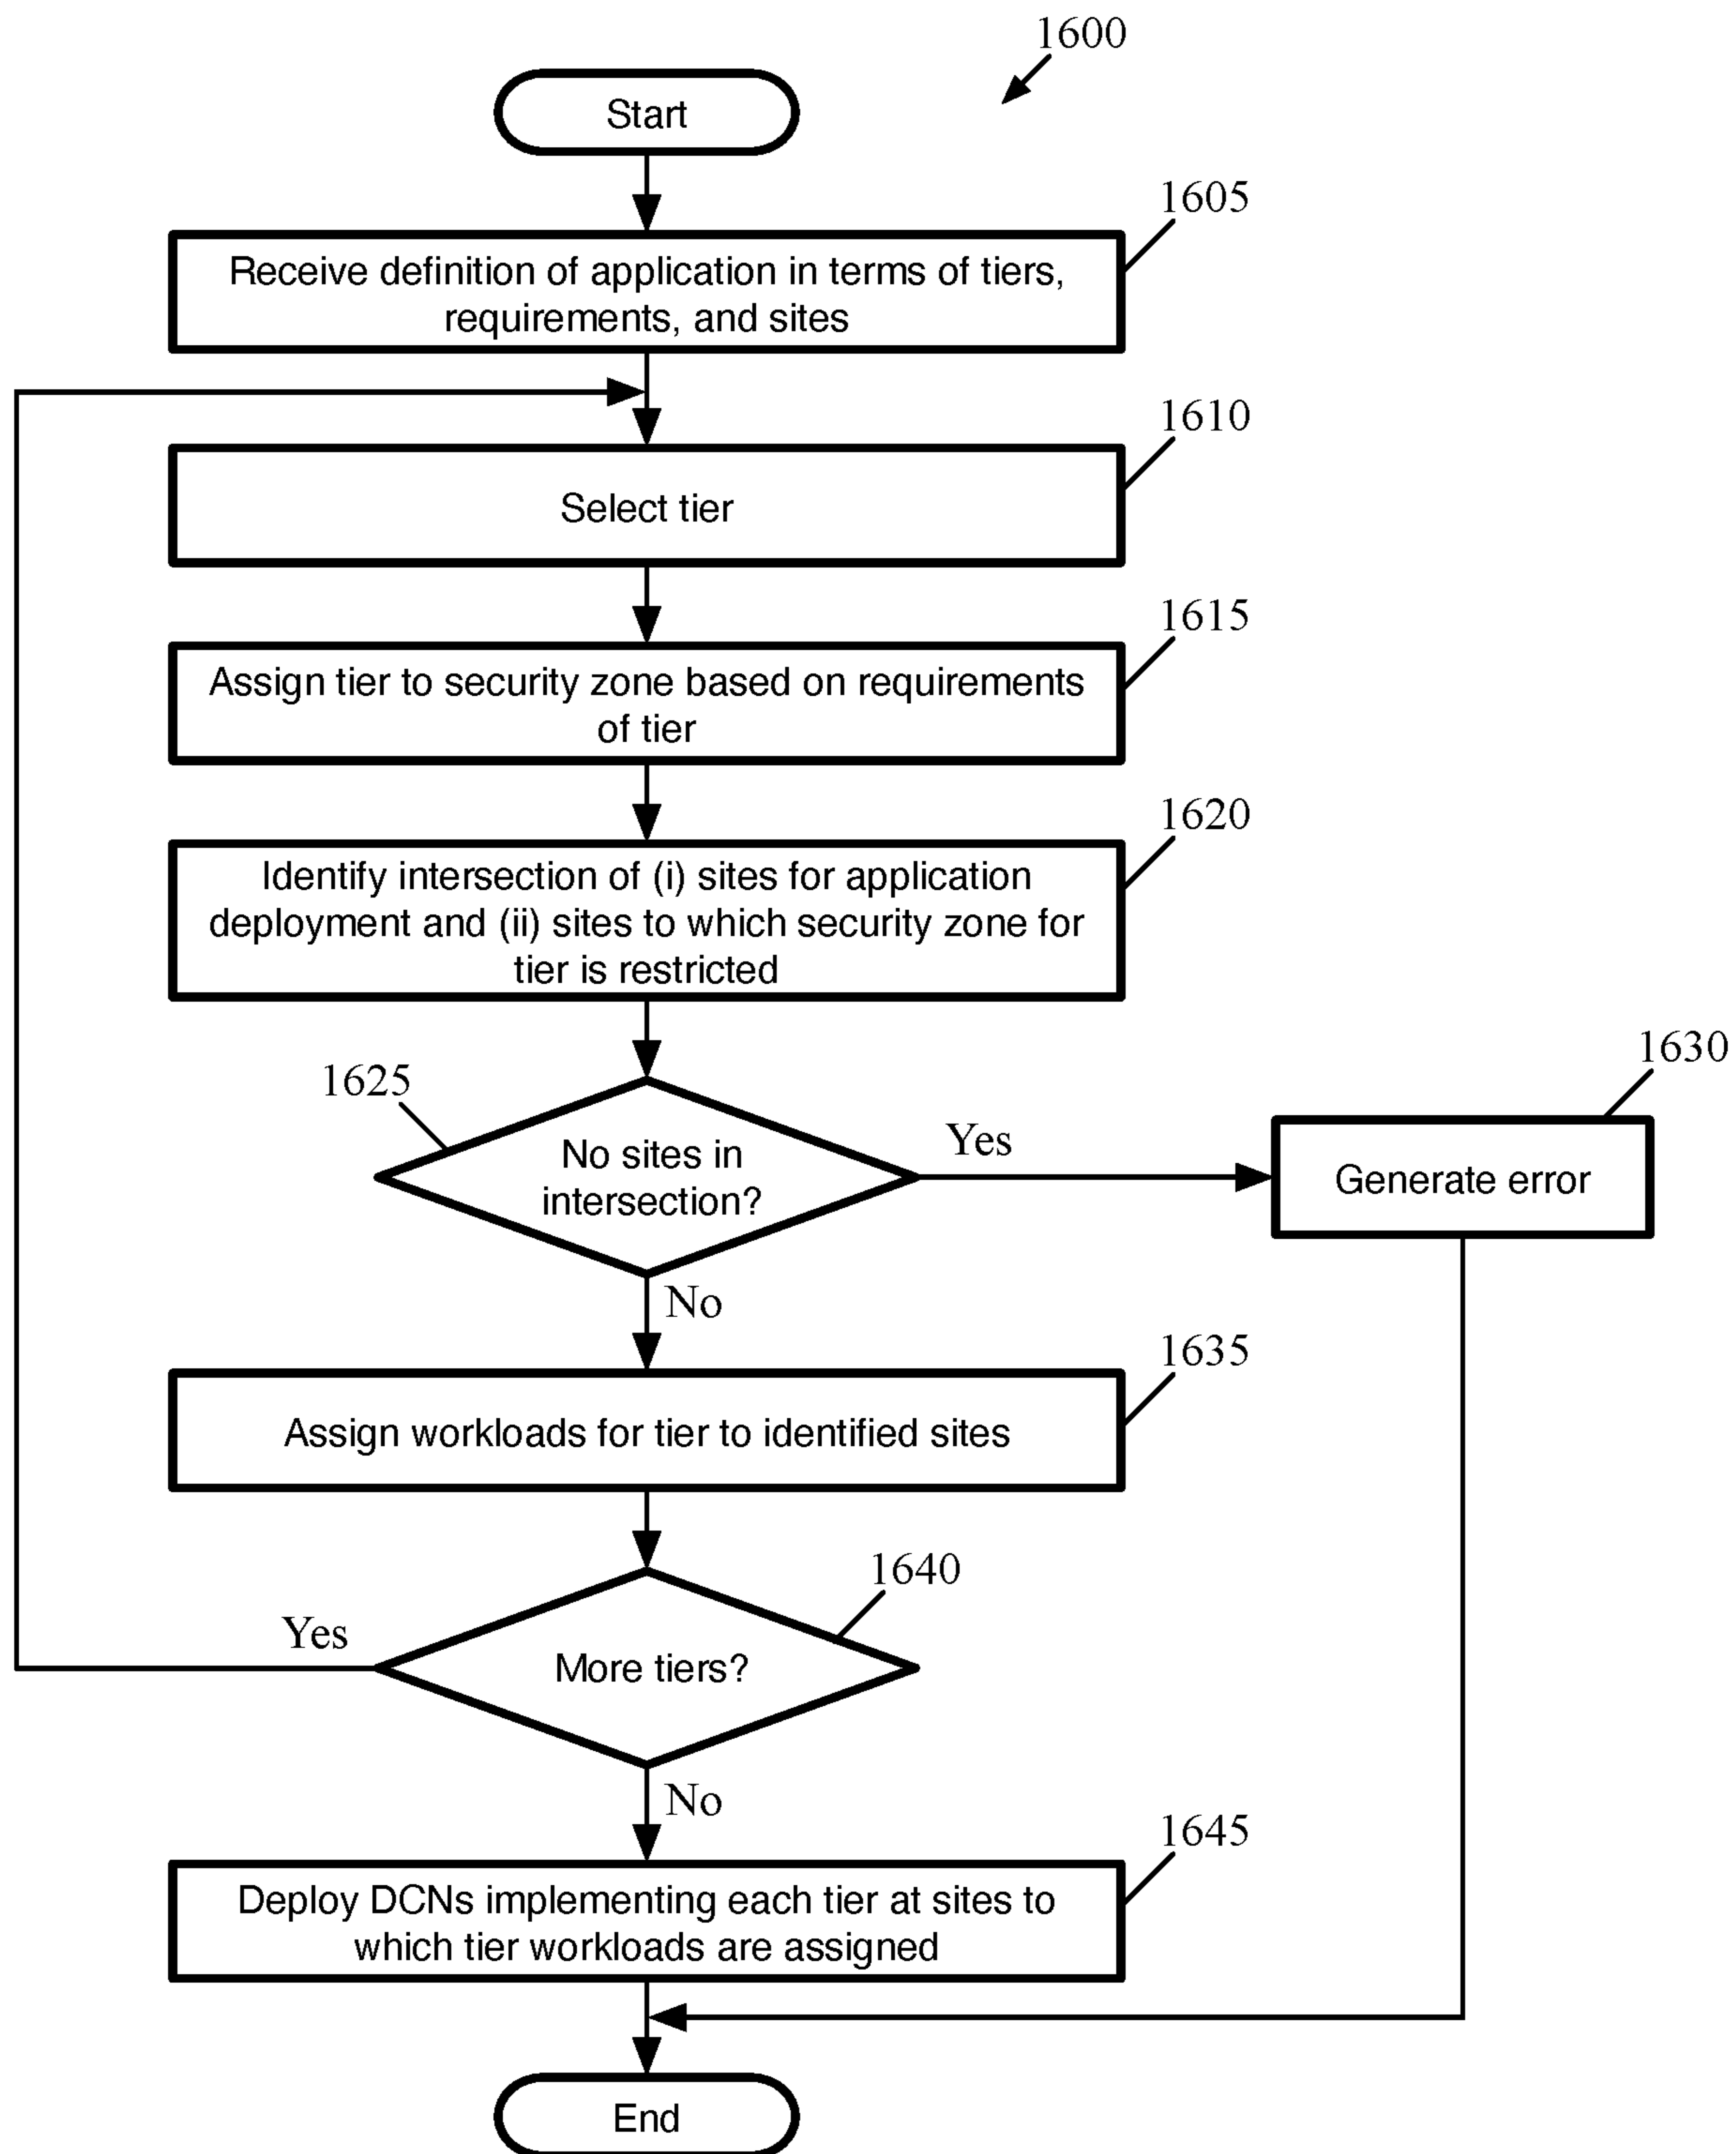 1600
Start
1605
Receive definition of application in terms of tiers,
requirements, and sites
1610
Select tier
1615
Assign tier to security zone based on requirements
of tier
1620
Identify intersection of (i) sites for application
deployment and (ii) sites to which security zone for
tier is restricted
1625
No sites in
intersection?
Yes
1630
Generate error
No
1635
Assign workloads for tier to identified sites
1640
Yes
More tiers?
No
1645
Deploy DCNs implementing each tier at sites to
which tier workloads are assigned
End